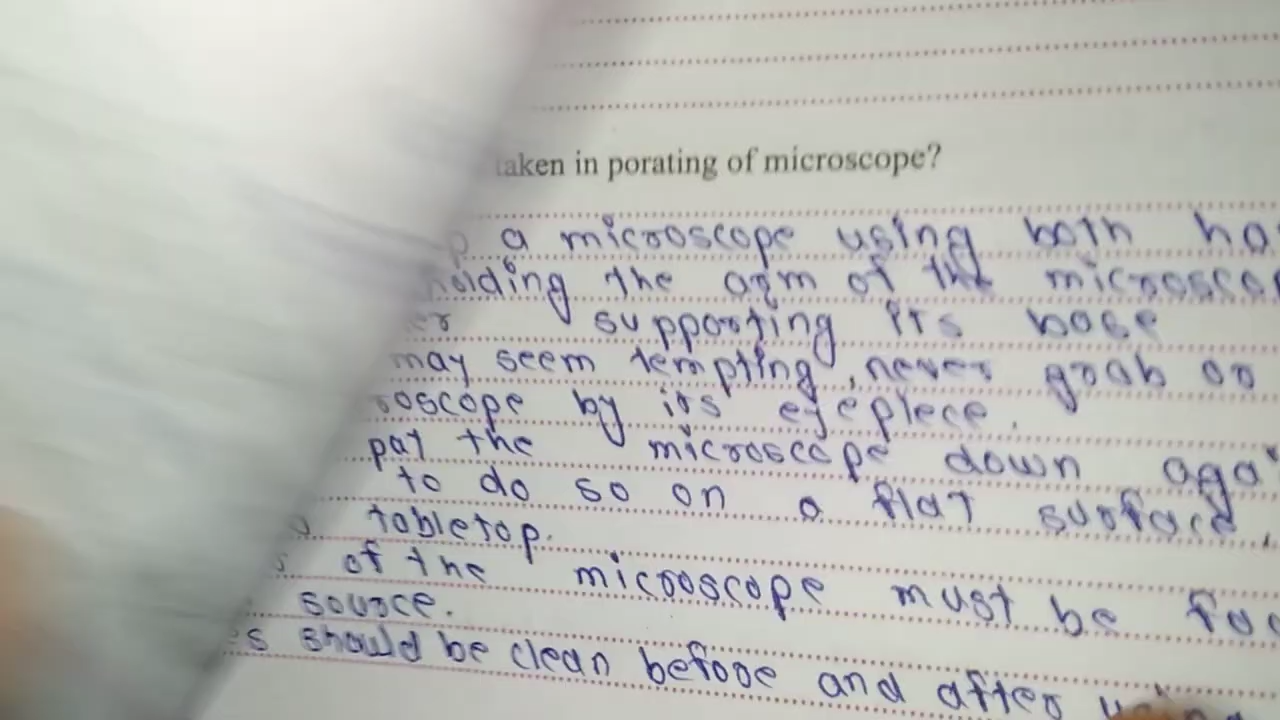 taken in porating of microscope?
a microscope using both
holding the arm of the
supporting its base
may seem tempting, never grab or
by its eyepiece.
pat the microscope down
to do so on a flat surface,
tabletop.
of the microscope must be
source.
should be clean before and after